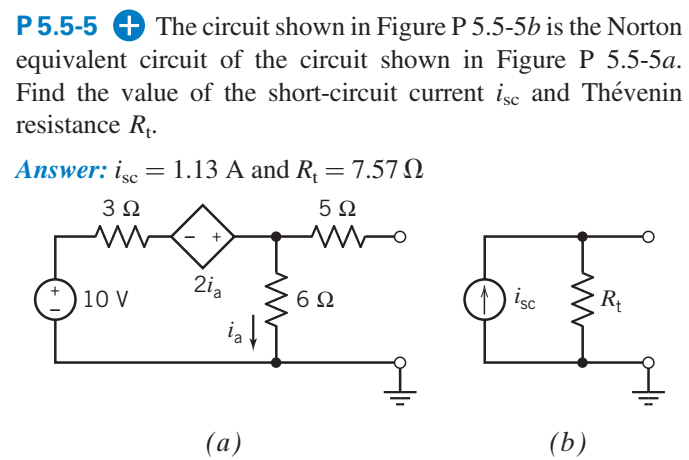 P 5.5-5 + The circuit shown in Figure P 5.5-5b is the Norton
equivalent circuit of the circuit shown in Figure P 5.5-5a.
Find the value of the short-circuit current isc and Thévenin
resistance Rt.
Answer: isc = 1.13 A and Rt = 7.57 Ω
3 Ω
5 Ω
– +
+
–
10 V
2ia
6 Ω
ia
isc
Rt
(a)
(b)